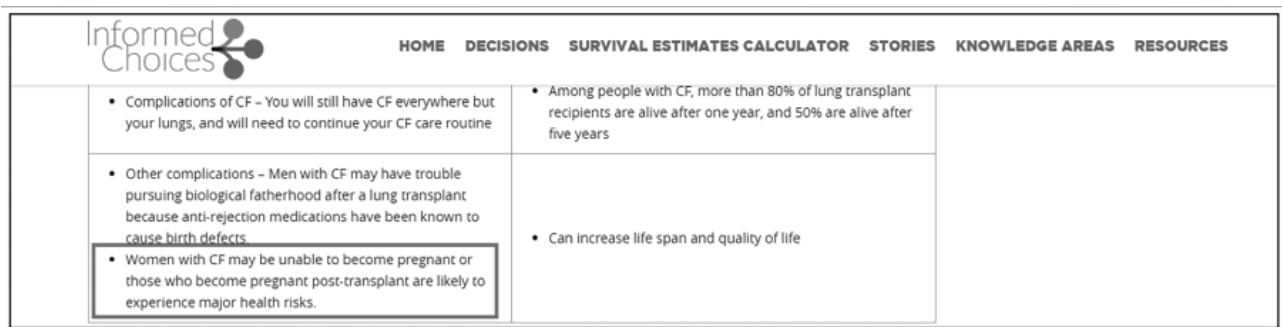 Informed
Choices
HOME DECISIONS SURVIVAL ESTIMATES CALCULATOR STORIES KNOWLEDGE AREAS RESOURCES
• Complications of CF – You will still have CF everywhere but
your lungs, and will need to continue your CF care routine
• Among people with CF, more than 80% of lung transplant
recipients are alive after one year, and 50% are alive after
five years
• Other complications – Men with CF may have trouble
pursuing biological fatherhood after a lung transplant
because anti-rejection medications have been known to
cause birth defects.
• Women with CF may be unable to become pregnant or
those who become pregnant post-transplant are likely to
experience major health risks.
• Can increase life span and quality of life